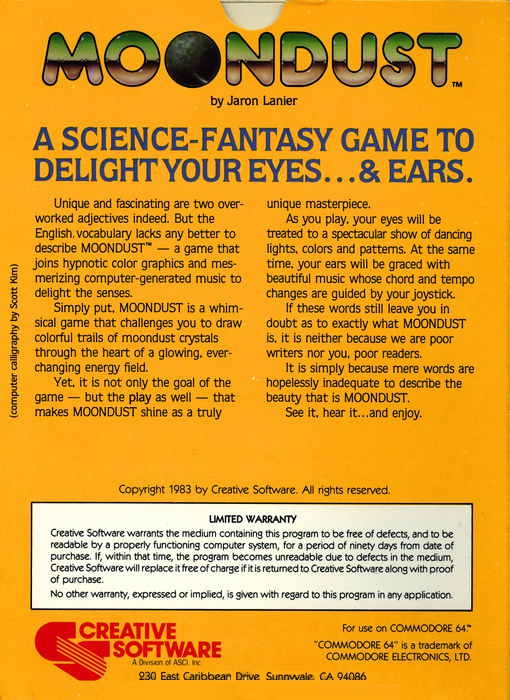 MOONDUST™
by Jaron Lanier
A SCIENCE-FANTASY GAME TO
DELIGHT YOUR EYES...& EARS.
Unique and fascinating are two over-
worked adjectives indeed. But the
English vocabulary lacks any better to
describe MOONDUST™ — a game that
joins hypnotic color graphics and mes-
merizing computer-generated music to
delight the senses.
Simply put, MOONDUST is a whim-
sical game that challenges you to draw
colorful trails of moondust crystals
through the heart of a glowing, ever-
changing energy field.
Yet, it is not only the goal of the
game — but the play as well — that
makes MOONDUST shine as a truly
unique masterpiece.
As you play, your eyes will be
treated to a spectacular show of dancing
lights, colors and patterns. At the same
time, your ears will be graced with
beautiful music whose chord and tempo
changes are guided by your joystick.
If these words still leave you in
doubt as to exactly what MOONDUST
is, it is neither because we are poor
writers nor you, poor readers.
It is simply because mere words are
hopelessly inadequate to describe the
beauty that is MOONDUST.
See it, hear it...and enjoy.
(computer calligraphy by Scott Kim)
Copyright 1983 by Creative Software. All rights reserved.
LIMITED WARRANTY
Creative Software warrants the medium containing this program to be free of defects, and to be
readable by a properly functioning computer system, for a period of ninety days from date of
purchase. If, within that time, the program becomes unreadable due to defects in the medium,
Creative Software will replace it free of charge if it is returned to Creative Software along with proof
of purchase.
No other warranty, expressed or implied, is given with regard to this program in any application.
CREATIVE
SOFTWARE
A Division of ASCI, Inc.
230 East Caribbean Drive Sunnyvale, CA 94086
For use on COMMODORE 64.™
"COMMODORE 64" is a trademark of
COMMODORE ELECTRONICS, LTD.